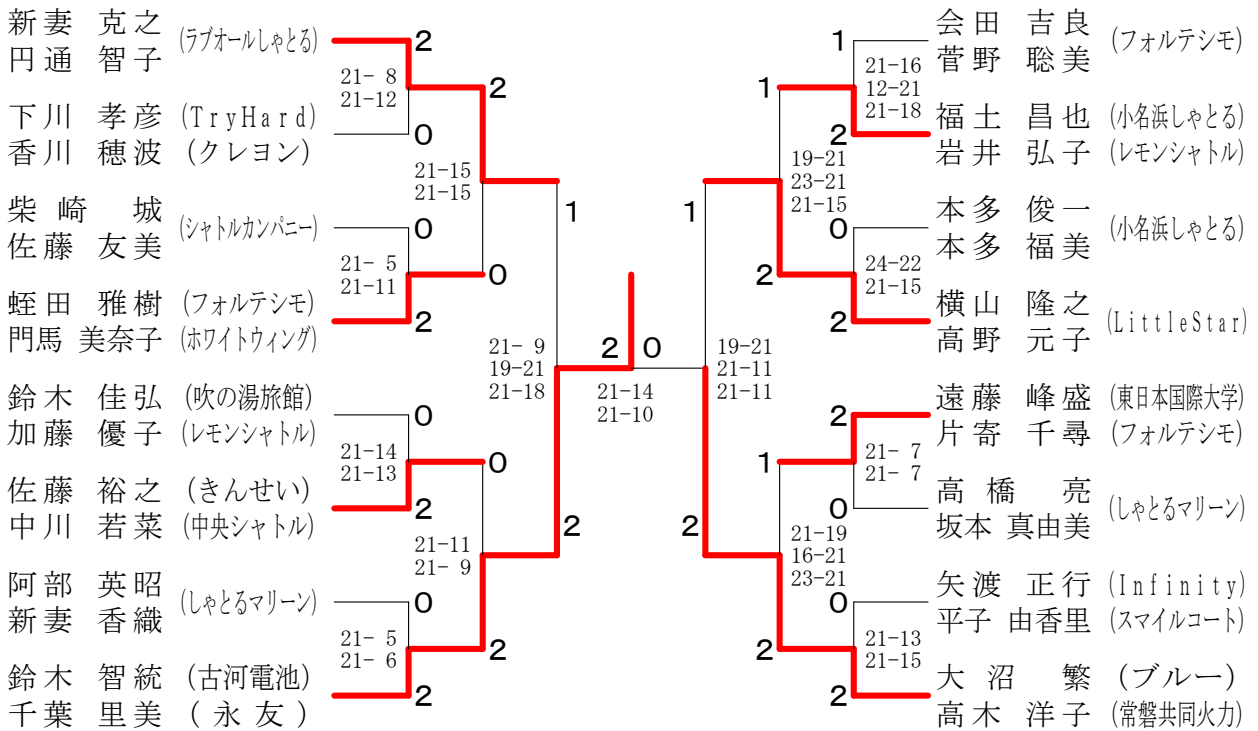 新妻 克之 (ラブオールしゃとる)
円通 智子
2
21- 8
21-12
下川 孝彦 (TryHard)
香川 穂波 (クレヨン)
0
2
21-15
21-15
柴崎 城 (シャトルカンパニー)
佐藤 友美
0
21- 5
21-11
蛭田 雅樹 (フォルテシモ)
門馬 美奈子 (ホワイトウィング)
2
0
1
21- 9
19-21
21-18
鈴木 佳弘 (吹の湯旅館)
加藤 優子 (レモンシャトル)
0
21-14
21-13
佐藤 裕之 (きんせい)
中川 若菜 (中央シャトル)
2
0
21-11
21- 9
2
阿部 英昭 (しゃとるマリーン)
新妻 香織
0
21- 5
21- 6
鈴木 智統 (古河電池)
千葉 里美 (永友)
2
2
2 0
21-14
21-10
会田 吉良 (フォルテシモ)
菅野 聡美
1
21-16
12-21
21-18
福士 昌也 (小名浜しゃとる)
岩井 弘子 (レモンシャトル)
2
1
19-21
23-21
21-15
本多 俊一 (小名浜しゃとる)
本多 福美
0
24-22
21-15
横山 隆之 (LittleStar)
高野 元子
2
2
1
19-21
21-11
21-11
遠藤 峰盛 (東日本国際大学)
片寄 千尋 (フォルテシモ)
2
21- 7
21- 7
高橋 亮 (しゃとるマリーン)
坂本 真由美
0
1
21-19
16-21
23-21
2
矢渡 正行 (Infinity)
平子 由香里 (スマイルコート)
0
21-13
21-15
大沼 繁 (ブルー)
高木 洋子 (常磐共同火力)
2
2